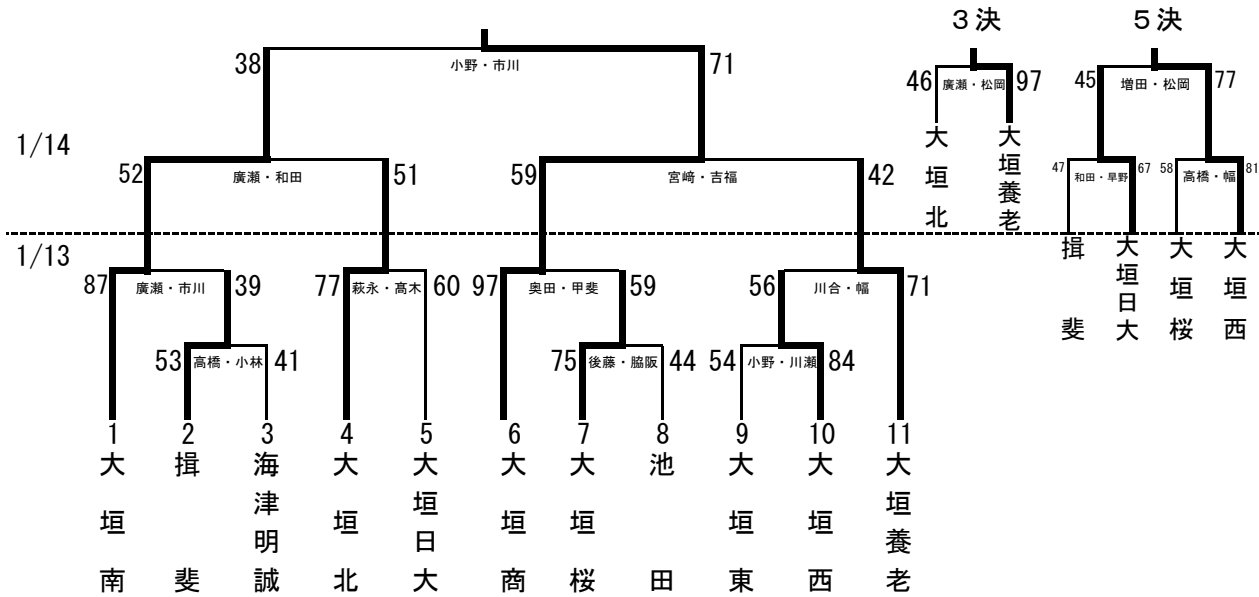 3決
5決
38
小野・市川
71
46
廣瀬・松岡
97
45
増田・松岡
77
1/14
大垣北
大垣養老
52
廣瀬・和田
51
59
宮﨑・吉福
42
47
和田・早野
67
58
高橋・幅
81
1/13
揖斐
大垣日大
大垣桜
大垣西
87
廣瀬・市川
39
77
萩永・髙木
60
97
奥田・甲斐
59
56
川合・幅
71
53
高橋・小林
41
75
後藤・脇阪
44
54
小野・川瀬
84
1
2
3
4
5
6
7
8
9
10
11
大垣南
揖斐
海津明誠
大垣北
大垣日大
大垣商
大垣桜
池田
大垣東
大垣西
大垣養老